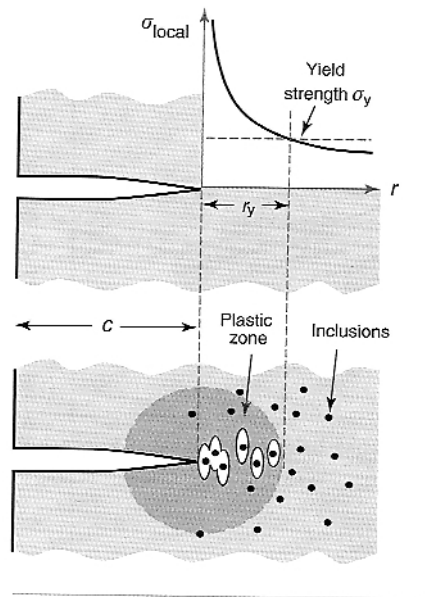 σlocal
Yield
strength σy
r
ry
c
Plastic
zone
Inclusions